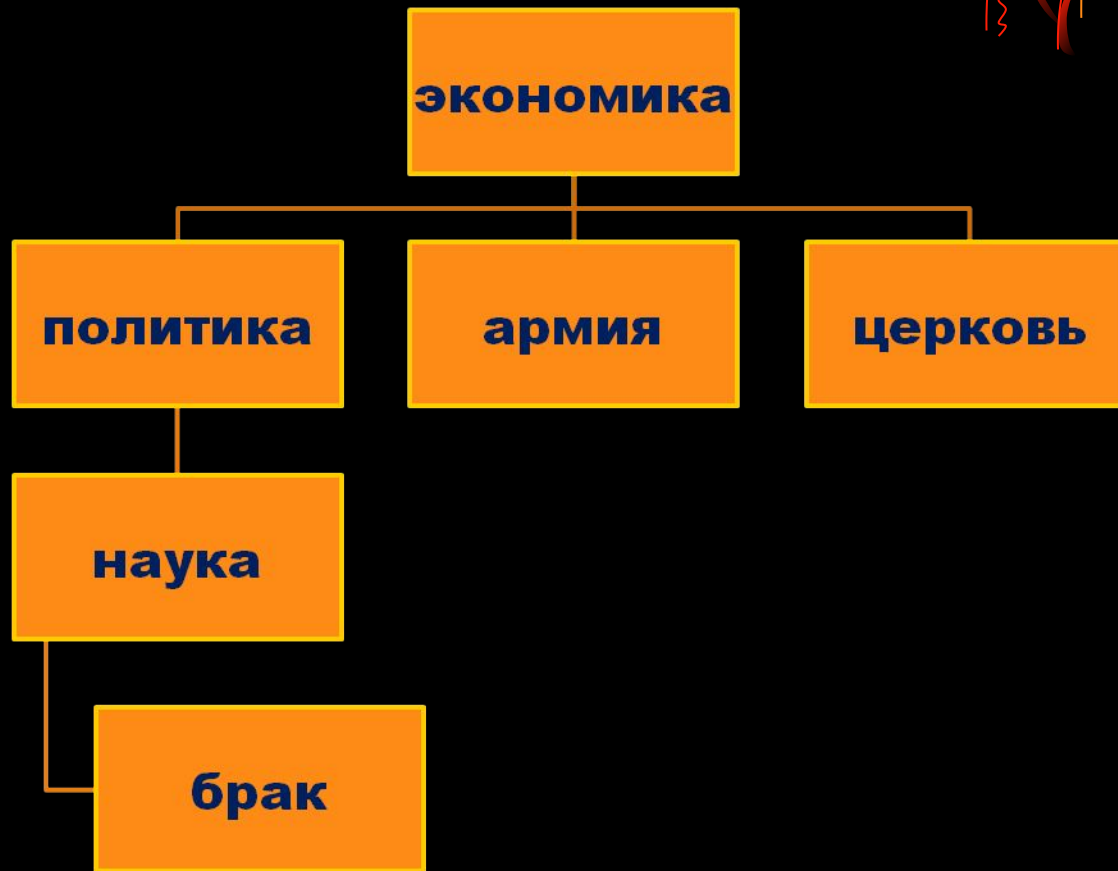 экономика
политика
армия
церковь
наука
брак